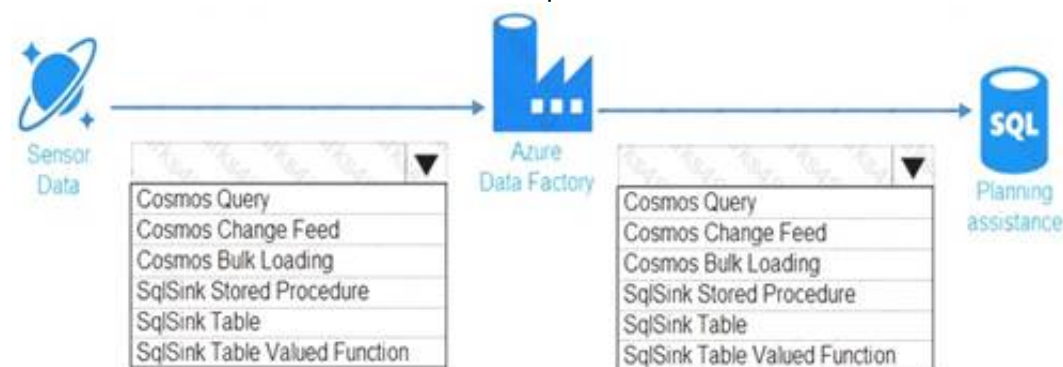 Sensor
Data
Cosmos Query
Cosmos Change Feed
Cosmos Bulk Loading
SqlSink Stored Procedure
SqlSink Table
SqlSink Table Valued Function
Azure
Data Factory
Cosmos Query
Cosmos Change Feed
Cosmos Bulk Loading
SqlSink Stored Procedure
SqlSink Table
SqlSink Table Valued Function
SQL
Planning
assistance